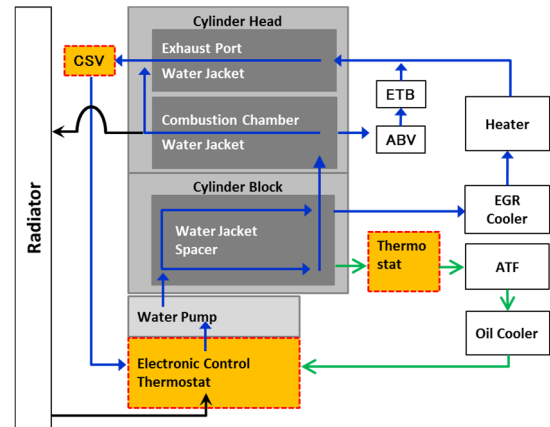 Cylinder Head
Exhaust Port
Water Jacket
CSV
ETB
Combustion Chamber
Water Jacket
ABV
Heater
Radiator
Cylinder Block
Water Jacket
Spacer
EGR
Cooler
Thermo
stat
ATF
Water Pump
Oil Cooler
Electronic Control
Thermostat